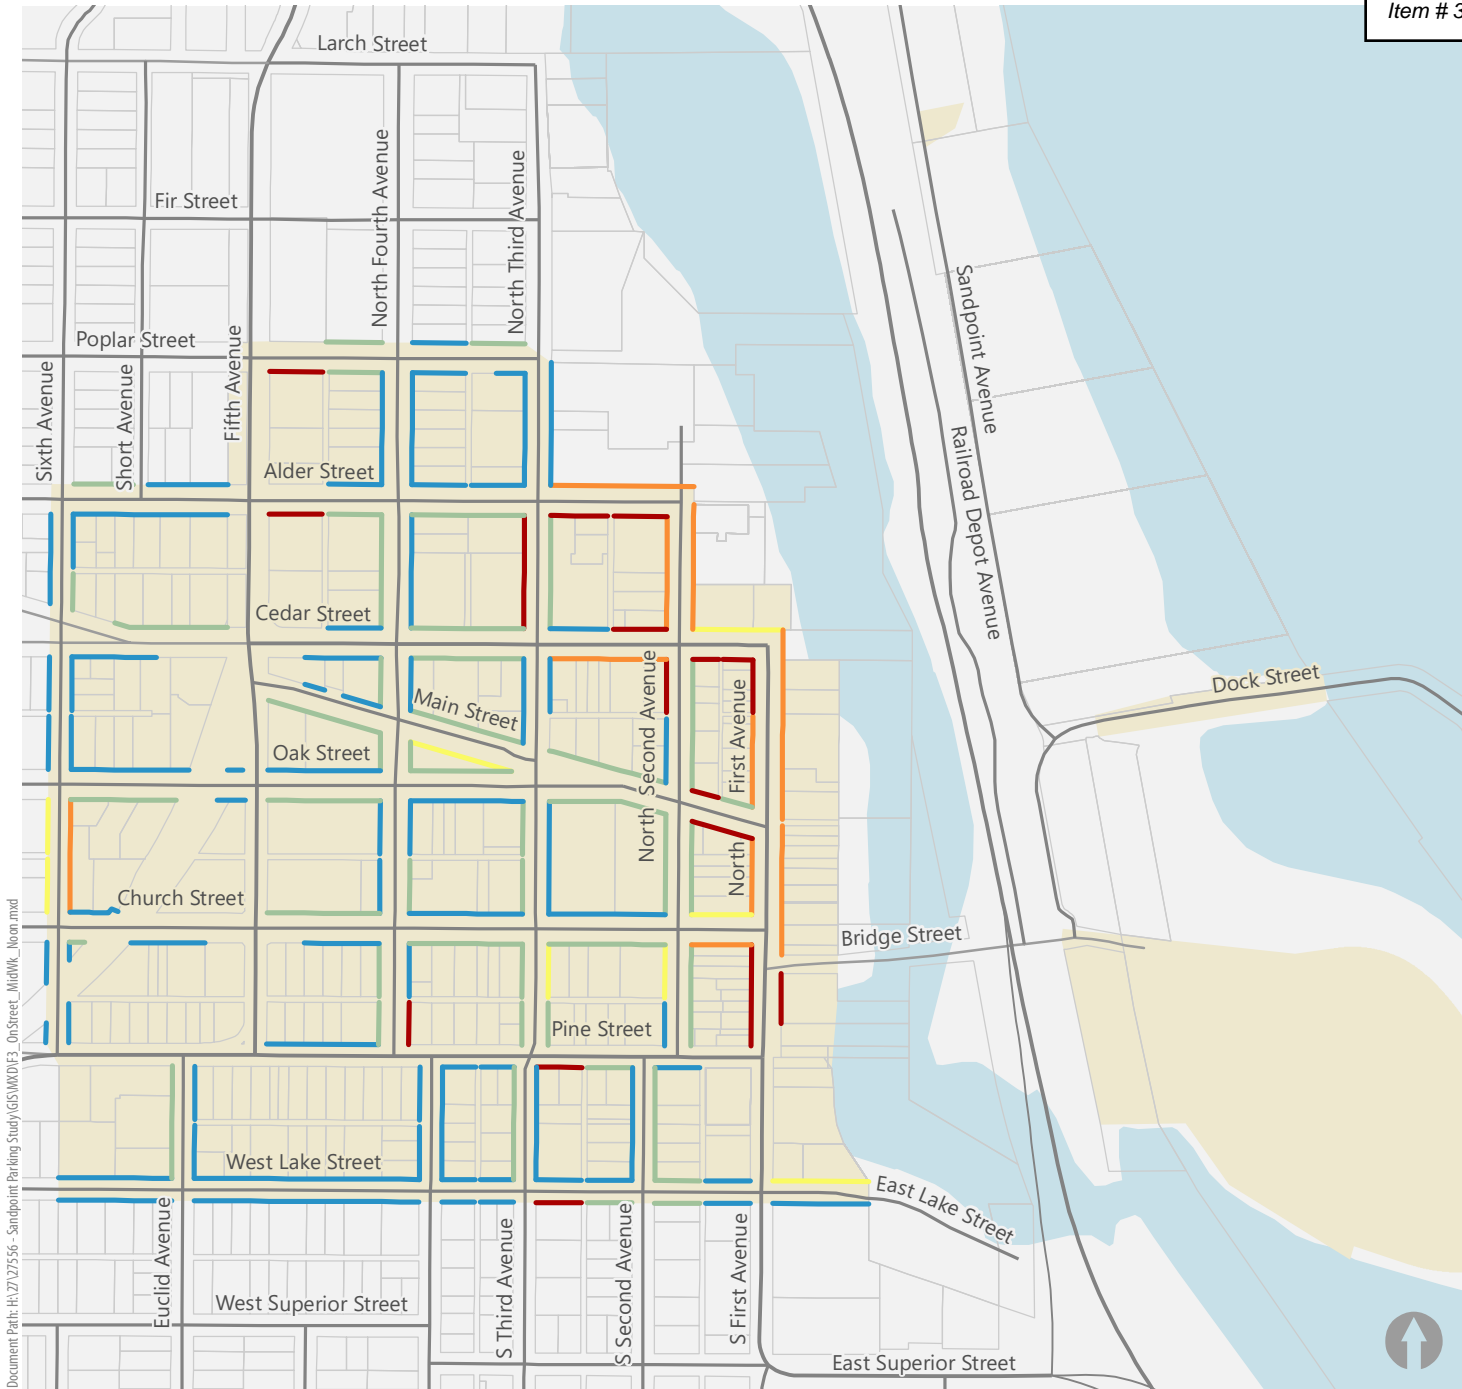 Item # 3
Larch Street
North Fourth Avenue
North Third Avenue
Fir Street
Sandpoint Avenue
Poplar Street
Fifth Avenue
Sixth Avenue
Short Avenue
Railroad Depot Avenue
Alder Street
Cedar Street
North Second Avenue
Dock Street
Main Street
North First Avenue
Oak Street
Church Street
Bridge Street
Pine Street
West Lake Street
East Lake Street
Euclid Avenue
S Third Avenue
S Second Avenue
S First Avenue
West Superior Street
East Superior Street
Document Path: H:\27\27556 - Sandpoint Parking Study\GIS\MXD\F3_OnStreet_MidWk_Noon.mxd